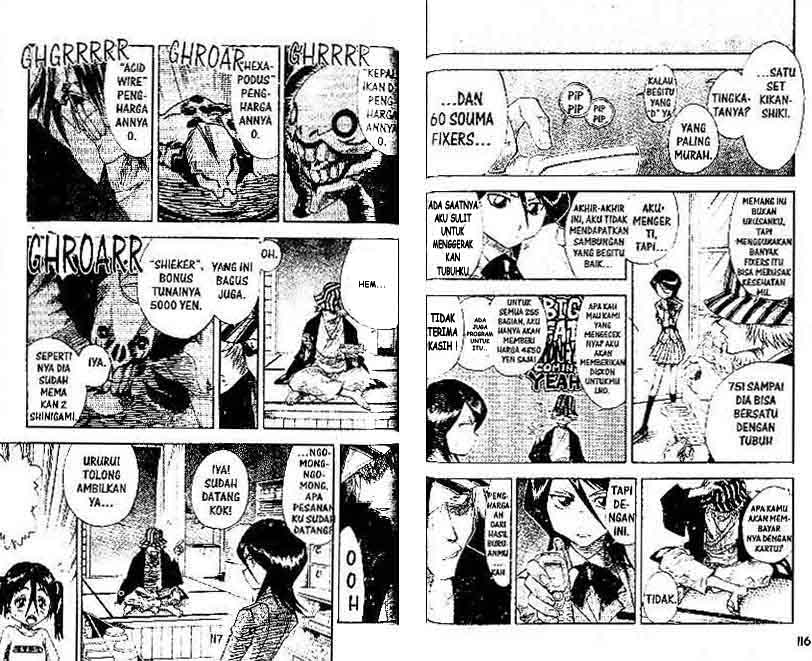 ...SATU
SET
KIKAN-
SHIKI.
TINGKA-
TANYA?
KALAU
BEGITU
YANG
"D" YA
YANG
PALING
MURAH.
PIP
PIP
PIP
PIP
...DAN
60 SOUMA
FIXERS...
MEMANG INI
BUKAN
URUSANKU,
TAPI
MENGGUNAKAN
BANYAK
FIXERS ITU
BISA MERUSAK
KESEHATAN
MU.
AKU
MENGER
TI,
TAPI...
AKHIR-AKHIR
INI, AKU TIDAK
MENDAPATKAN
SAMBUNGAN
YANG BEGITU
BAIK...
ADA SAATNYA
AKU SULIT
UNTUK
MENGGERAK
KAN
TUBUHKU
751 SAMPAI
DIA BISA
BERSATU
DENGAN
TUBUH
APA KAU
MAU KAMI
YANG
MENGECEK
NYA? AKU
AKAN
MEMBERIKAN
DISKON
UNTUKMU
LHO.
BIG
FAT
MONEY
COMING
YEAH
UNTUK
SEMUA 255
BAGIAN, AKU
HANYA AKAN
MEMBERI
HARGA 4850
YEN SAJA!
ADA
JUGA
PROGRAM
UNTUK
ITU..
TIDAK
TERIMA
KASIH !
APA KAMU
AKAN MEM-
BAYAR
NYA DENGAN
KARTU?
TIDAK.
TAPI
DE-
NGAN
INI.
PENG-
HARGA
AN
DARI
HASIL
BURU-
ANMU
...KAH
116
GHRRRR
"KEPALA
IKAN D"
PENG-
HARGA
ANNYA
0.
GHROAR
"HEXA-
PODUS"
PENG-
HARGA
ANNYA
0.
GHGRRRRR
"ACID
WIRE"
PENG-
HARGA
ANNYA
0.
HEM...
OH.
YANG INI
BAGUS
JUGA.
"SHIEKER",
BONUS
TUNAINYA
5000 YEN.
GHROARR
IYA.
SEPERTI
NYA DIA
SUDAH
MEMAKAN 2
SHINIGAMI.
OOH
...NGO-
MONG-
NGO-
MONG,
APA
PESANAN
KU SUDAH
DATANG?
IYA!
SUDAH
DATANG
KOK!
URURU!
TOLONG
AMBILKAN
YA...
117